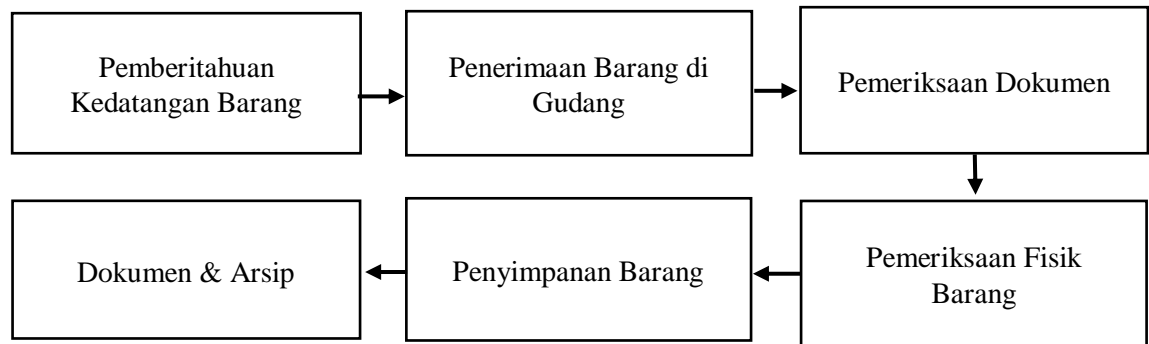 Pemberitahuan
Kedatangan Barang
Penerimaan Barang di
Gudang
Pemeriksaan Dokumen
Pemeriksaan Fisik
Barang
Penyimpanan Barang
Dokumen & Arsip